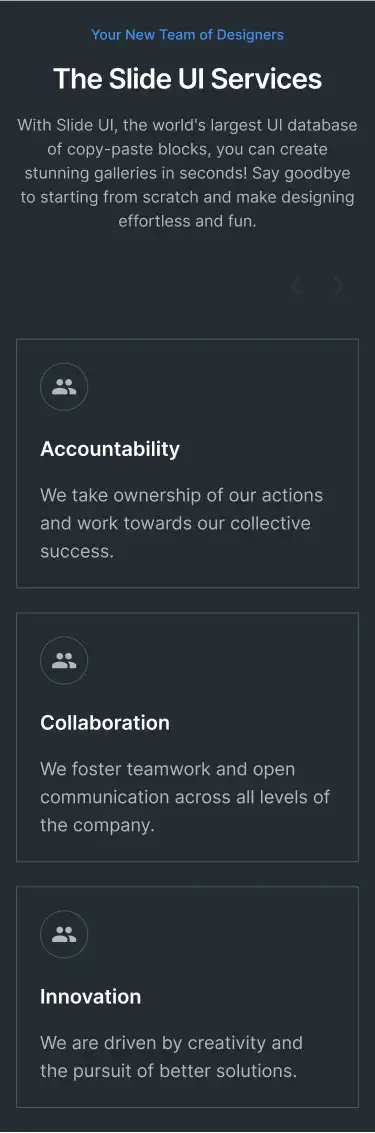 Your New Team of Designers
The Slide UI Services
With Slide UI, the world's largest UI database
of copy-paste blocks, you can create
stunning galleries in seconds! Say goodbye
to starting from scratch and make designing
effortless and fun.
Accountability
We take ownership of our actions
and work towards our collective
success.
Collaboration
We foster teamwork and open
communication across all levels of
the company.
Innovation
We are driven by creativity and
the pursuit of better solutions.